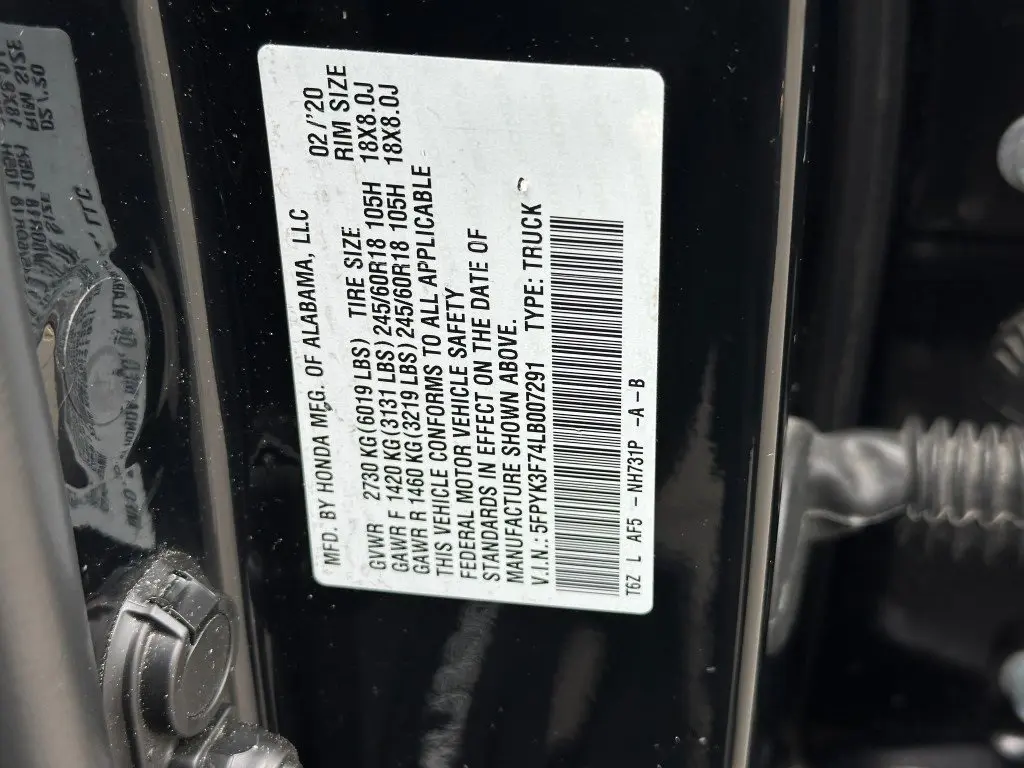 MFD. BY HONDA MFG. OF ALABAMA, LLC 02/'20
TIRE SIZE RIM SIZE
GVWR 2730 KG (6019 LBS)
GAWR F 1420 KG (3131 LBS) 245/60R18 105H 18X8.0J
GAWR R 1460 KG (3219 LBS) 245/60R18 105H 18X8.0J
THIS VEHICLE CONFORMS TO ALL APPLICABLE
FEDERAL MOTOR VEHICLE SAFETY
STANDARDS IN EFFECT ON THE DATE OF
MANUFACTURE SHOWN ABOVE.
V.I.N.: 5FPYK3F74LB007291 TYPE: TRUCK
T6Z L AF5 -NH731P -A-B